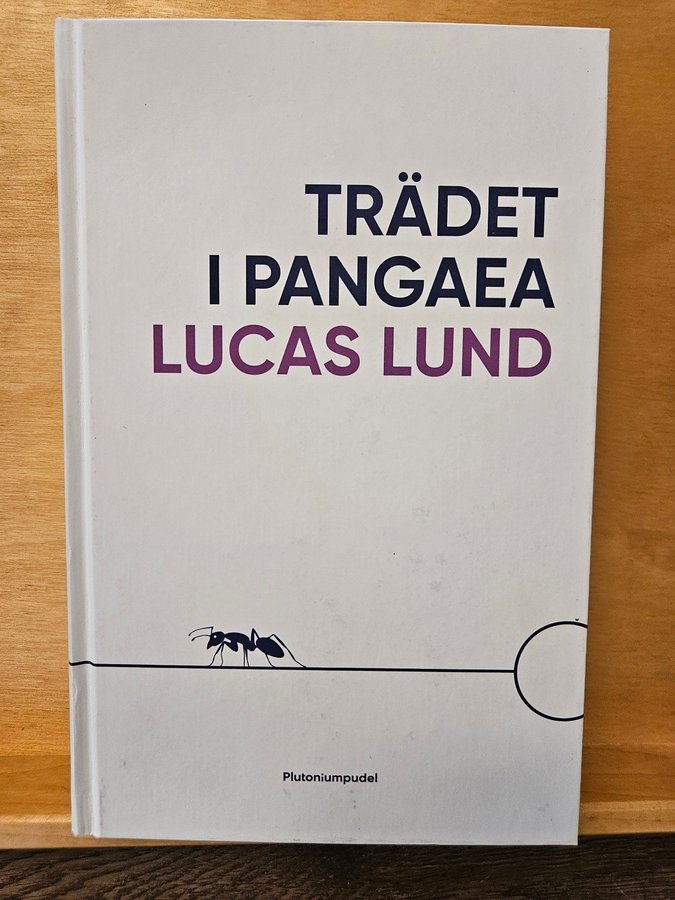 TRÄDET
I PANGAEA
LUCAS LUND
Plutoniumpudel